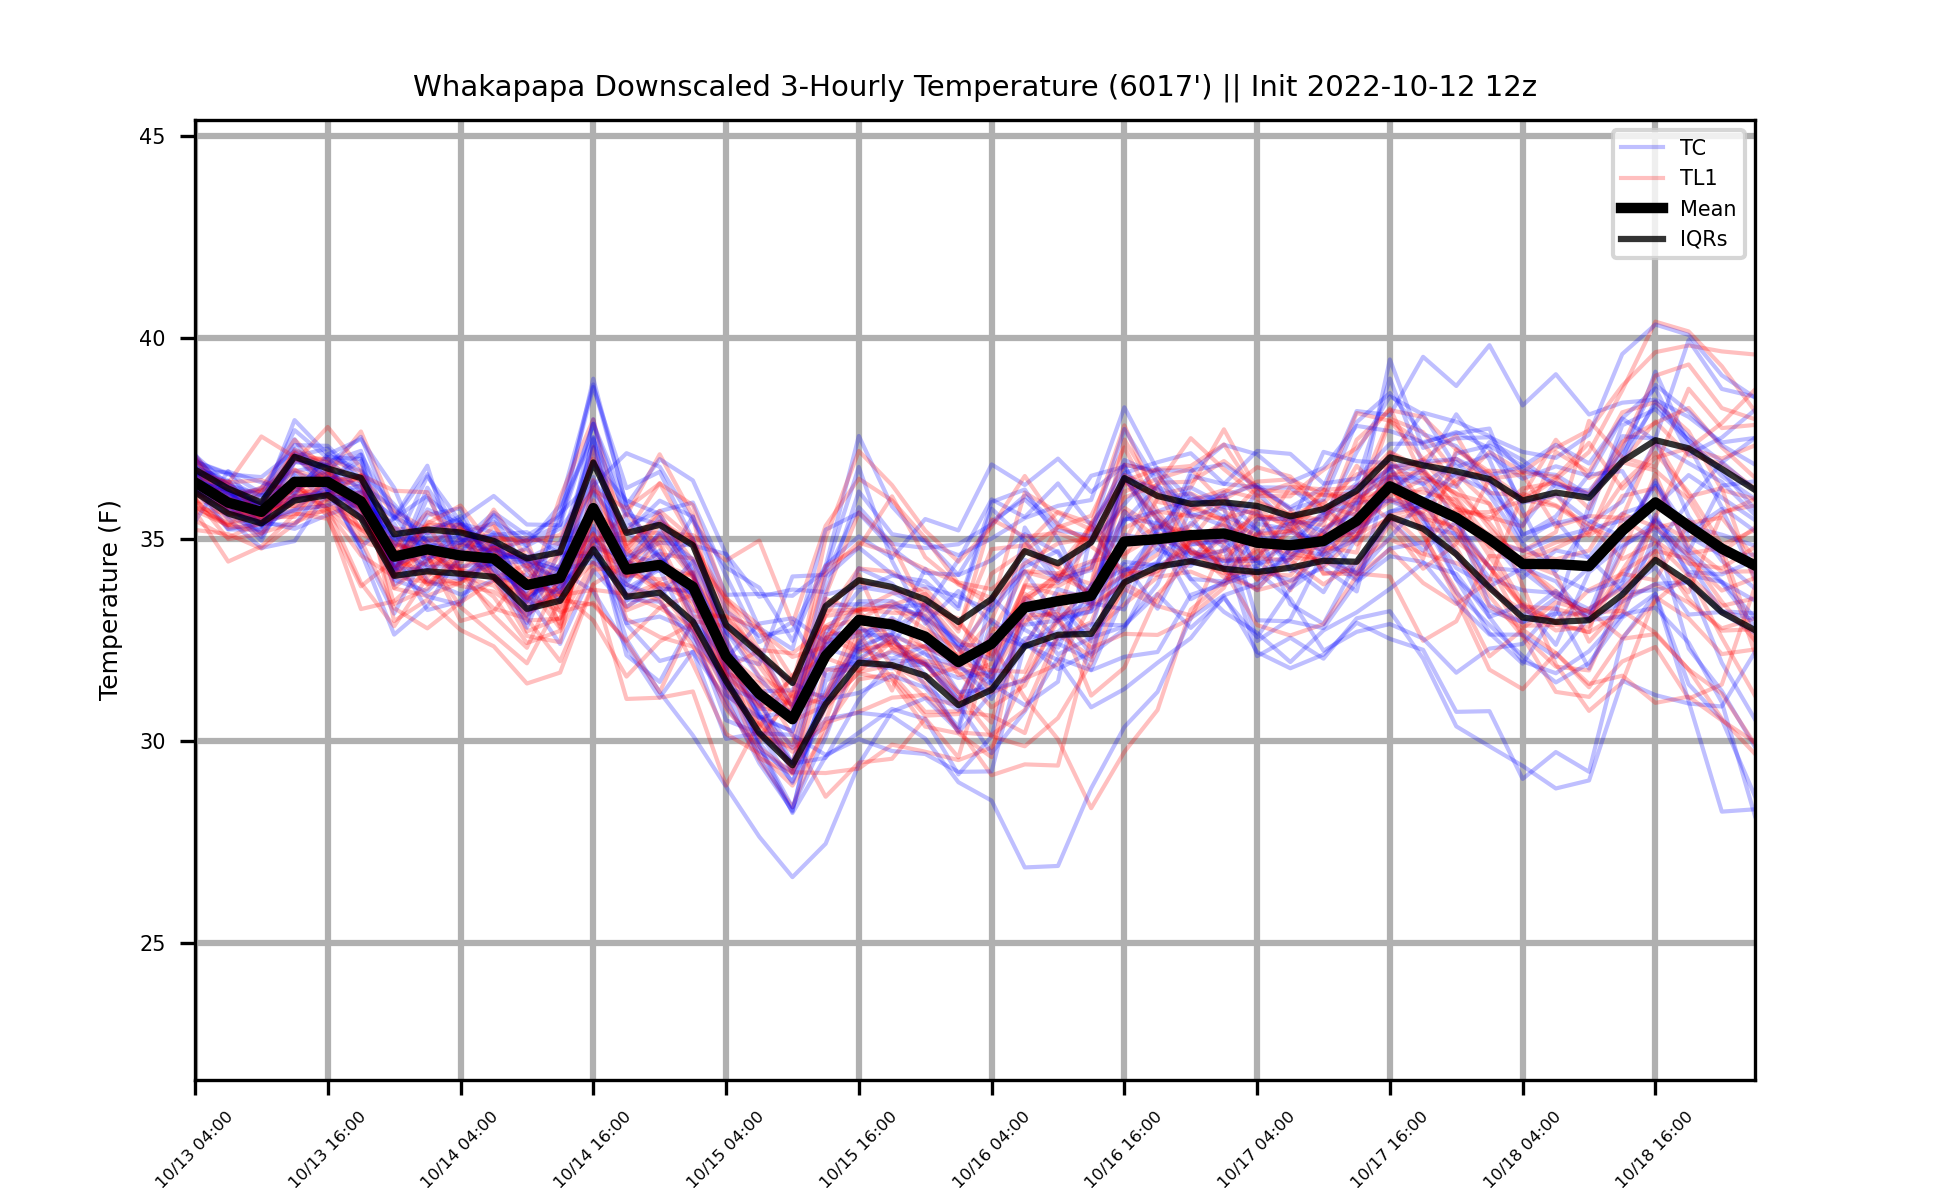 Whakapapa Downscaled 3-Hourly Temperature (6017') || Init 2022-10-12 12z
TC
TL1
Mean
IQRs
Temperature (F)
45
40
35
30
25
10/13 04:00
10/13 16:00
10/14 04:00
10/14 16:00
10/15 04:00
10/15 16:00
10/16 04:00
10/16 16:00
10/17 04:00
10/17 16:00
10/18 04:00
10/18 16:00